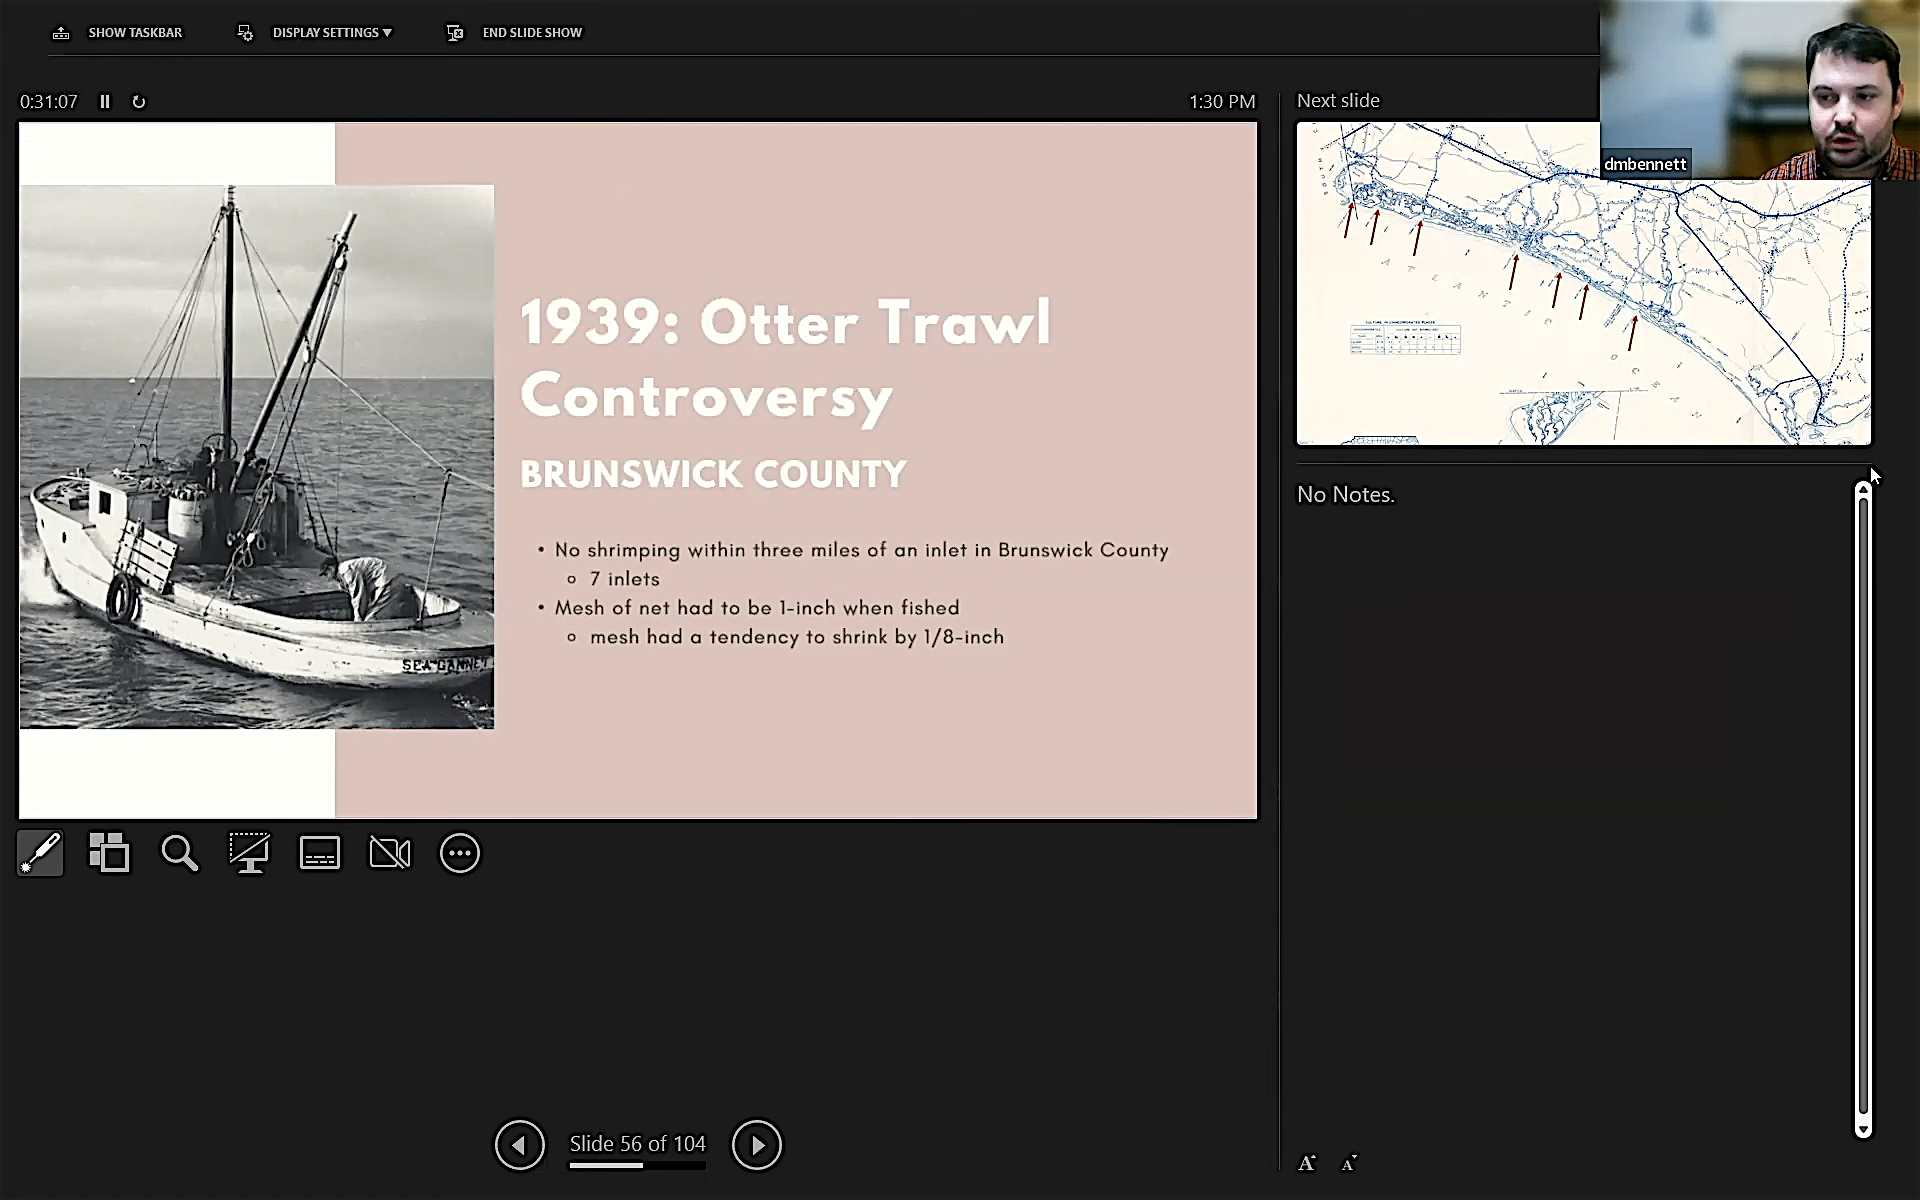 SHOW TASKBAR
DISPLAY SETTINGS ▾
END SLIDE SHOW
0:31:07
1:30 PM
Next slide
dmbennett
1939: Otter Trawl
Controversy
BRUNSWICK COUNTY
• No shrimping within three miles of an inlet in Brunswick County
7 inlets
• Mesh of net had to be 1-inch when fished
mesh had a tendency to shrink by 1/8-inch
SEA GANNET
ATLANTIC OCEAN
SOUTH
No Notes.
Slide 56 of 104